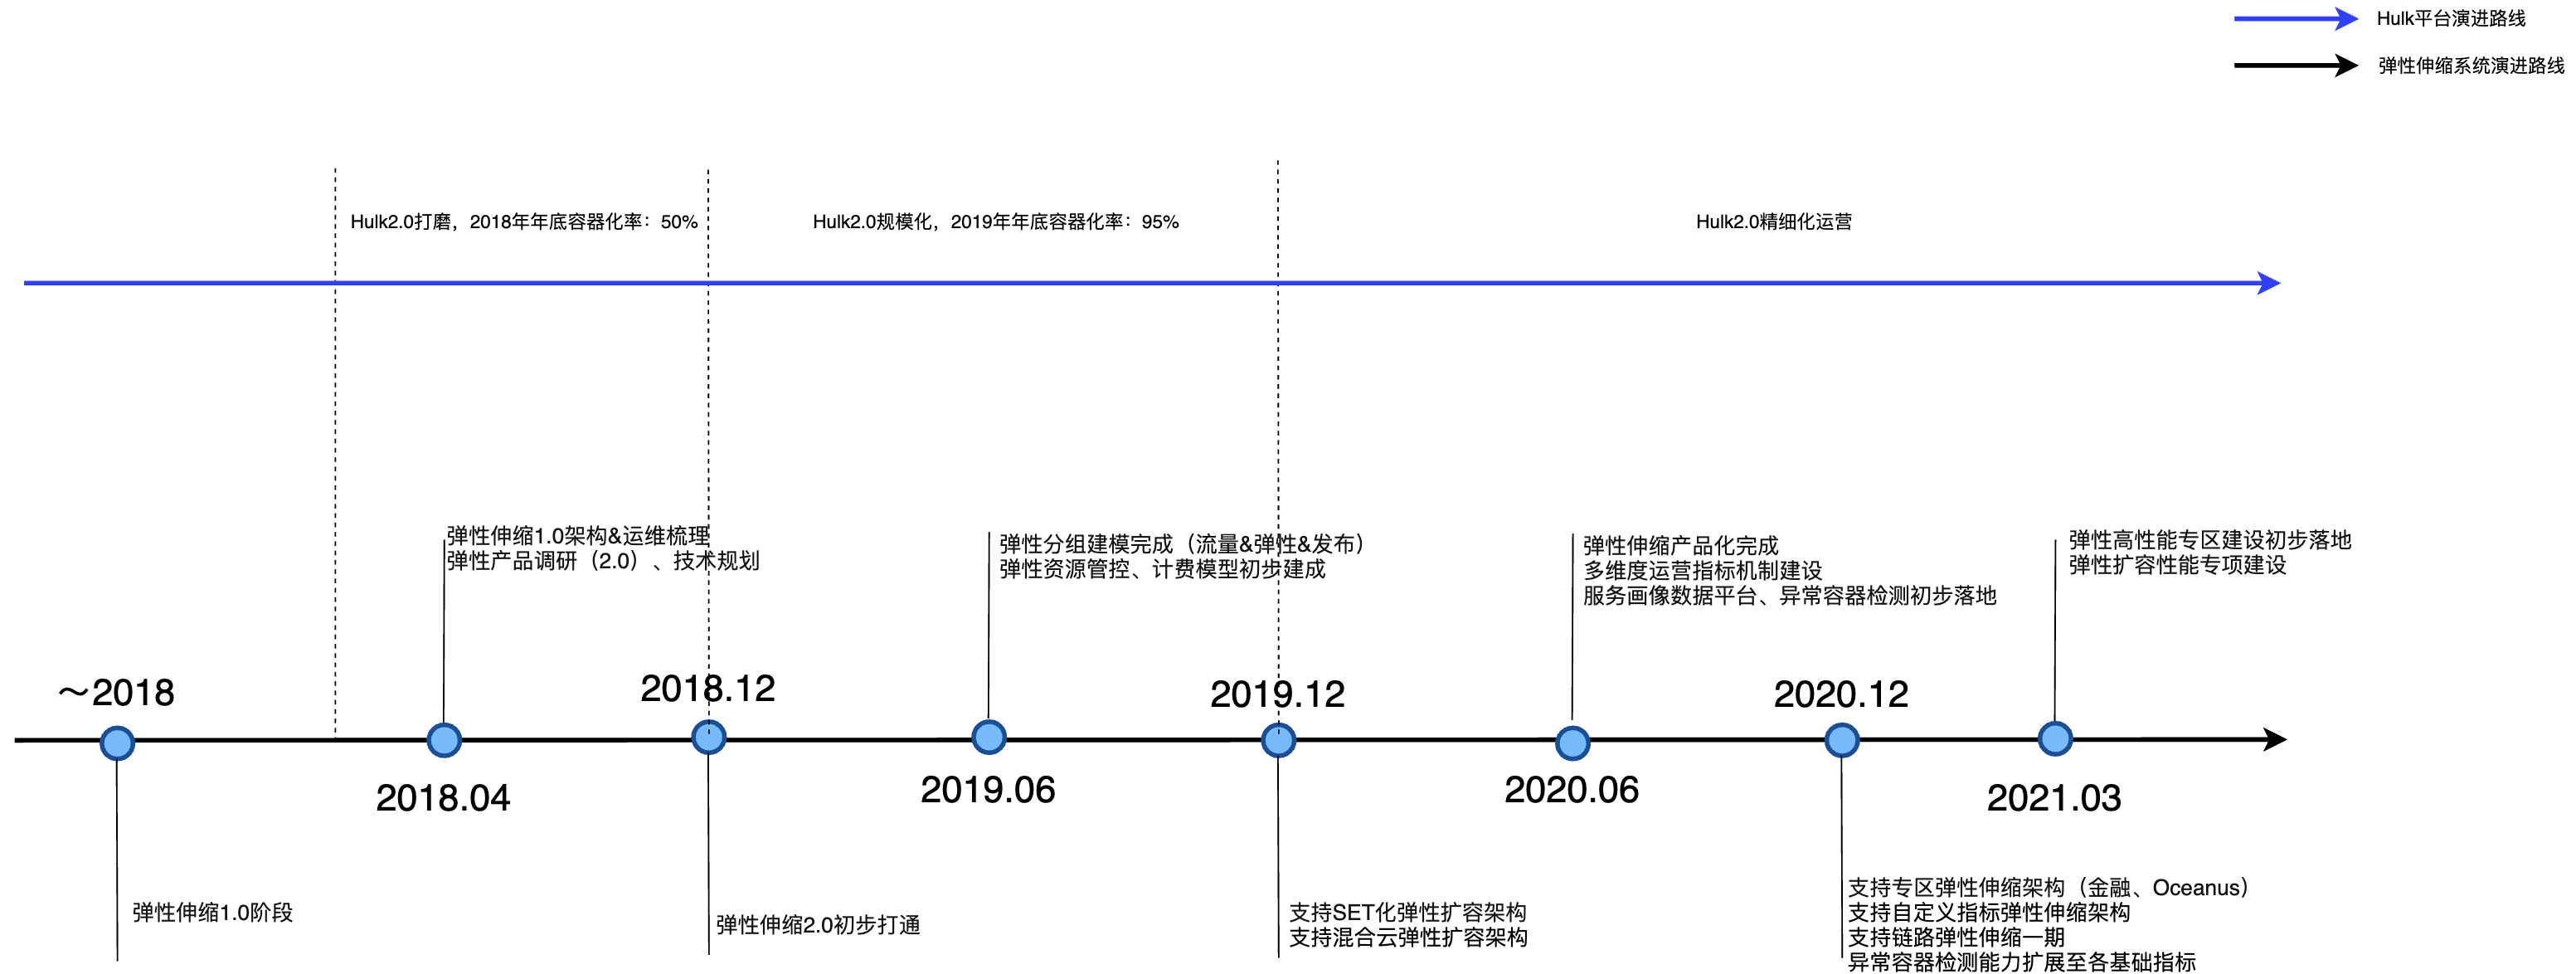 Hulk平台演进路线
弹性伸缩系统演进路线
Hulk2.0打磨，2018年年底容器化率：50%
Hulk2.0规模化，2019年年底容器化率：95%
Hulk2.0精细化运营
弹性伸缩1.0架构&运维梳理
弹性产品调研（2.0）、技术规划
弹性分组建模完成（流量&弹性&发布）
弹性资源管控、计费模型初步建成
弹性伸缩产品化完成
多维度运营指标机制建设
服务画像数据平台、异常容器检测初步落地
弹性高性能专区建设初步落地
弹性扩容性能专项建设
～2018
2018.12
2019.12
2020.12
2018.04
2019.06
2020.06
2021.03
弹性伸缩1.0阶段
弹性伸缩2.0初步打通
支持SET化弹性扩容架构
支持混合云弹性扩容架构
支持专区弹性伸缩架构（金融、Oceanus）
支持自定义指标弹性伸缩架构
支持链路弹性伸缩一期
异常容器检测能力扩展至各基础指标